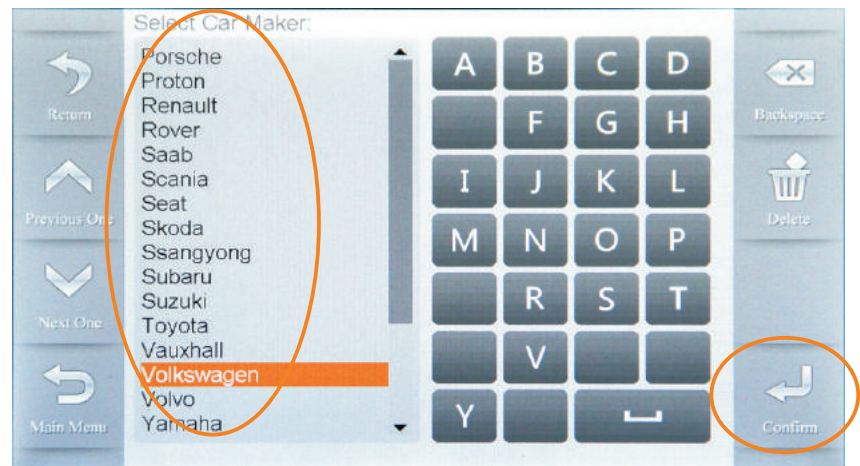 Select Car Maker:
Porsche
Proton
Renault
Rover
Saab
Scania
Seat
Skoda
Ssangyong
Subaru
Suzuki
Toyota
Vauxhall
Volkswagen
Volvo
Yamaha
Return
Previous One
Next One
Main Menu
A B C D
F G H
I J K L
M N O P
R S T
V
Y
Backspace
Delete
Confirm